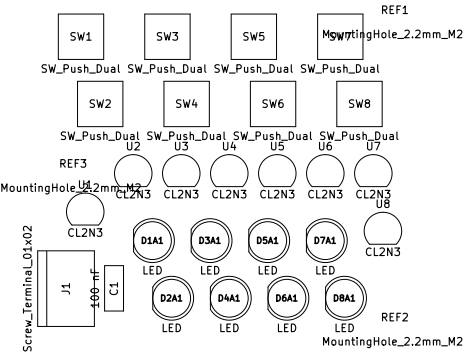 REF1
SW1 SW3 SW5 SW7 MountingHole_2.2mm_M2
SW_Push_Dual SW_Push_Dual SW_Push_Dual SW_Push_Dual
SW2 SW4 SW6 SW8
SW_Push_Dual SW_Push_Dual SW_Push_Dual SW_Push_Dual
U2 U3 U4 U5 U6 U7
REF3
MountingHole_2.2mm_M2
CL2N3 CL2N3 CL2N3 CL2N3 CL2N3 CL2N3
U1
U8
CL2N3
CL2N3
D1A1 D3A1 D5A1 D7A1
LED LED LED LED
Screw_Terminal_01x02
J1
100 nF
C1
D2A1 D4A1 D6A1 D8A1
LED LED LED LED
REF2
MountingHole_2.2mm_M2